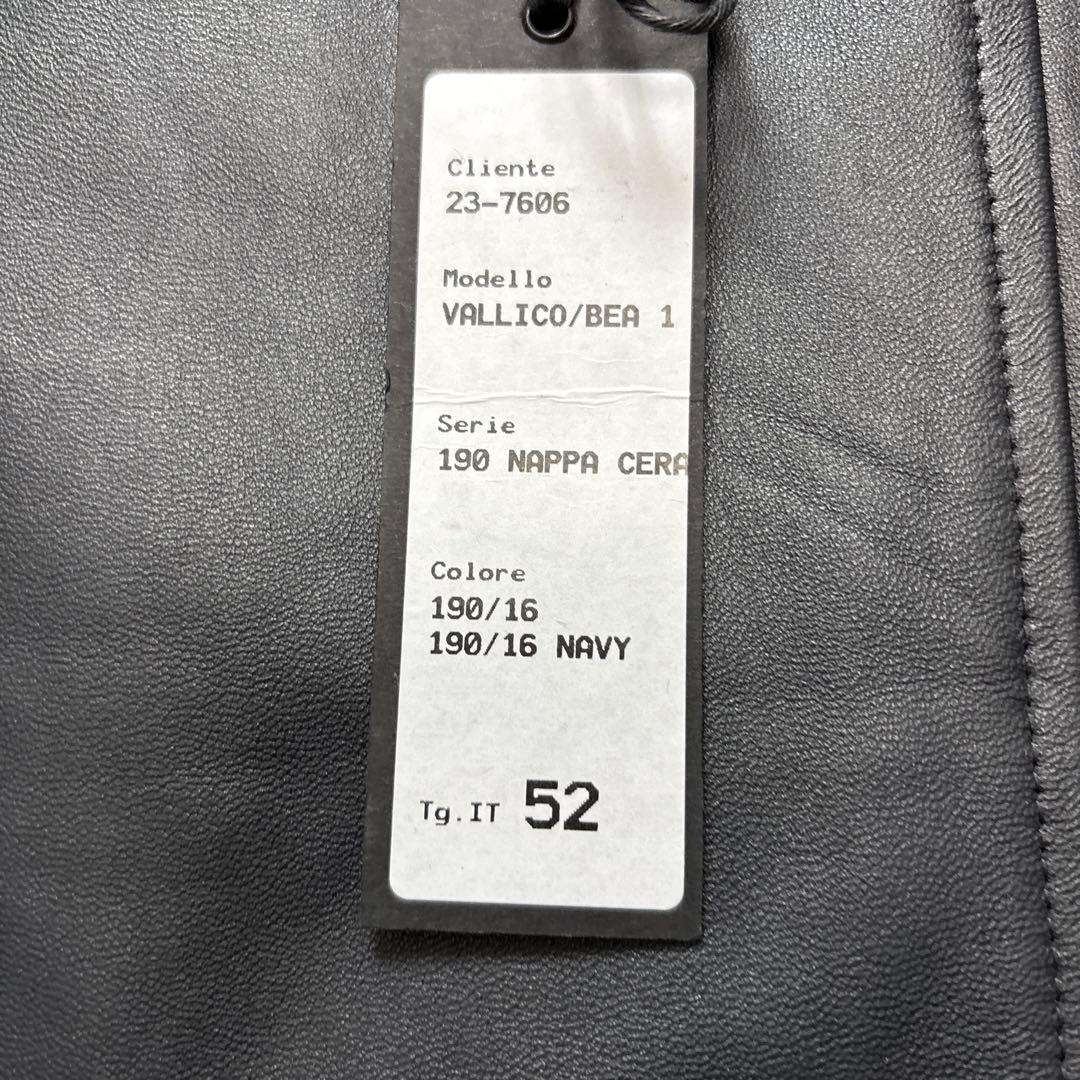 Cliente
23-7606
Modello
VALLICO/BEA 1
Serie
190 NAPPA CERA
Colore
190/16
190/16 NAVY
Tg.IT 52